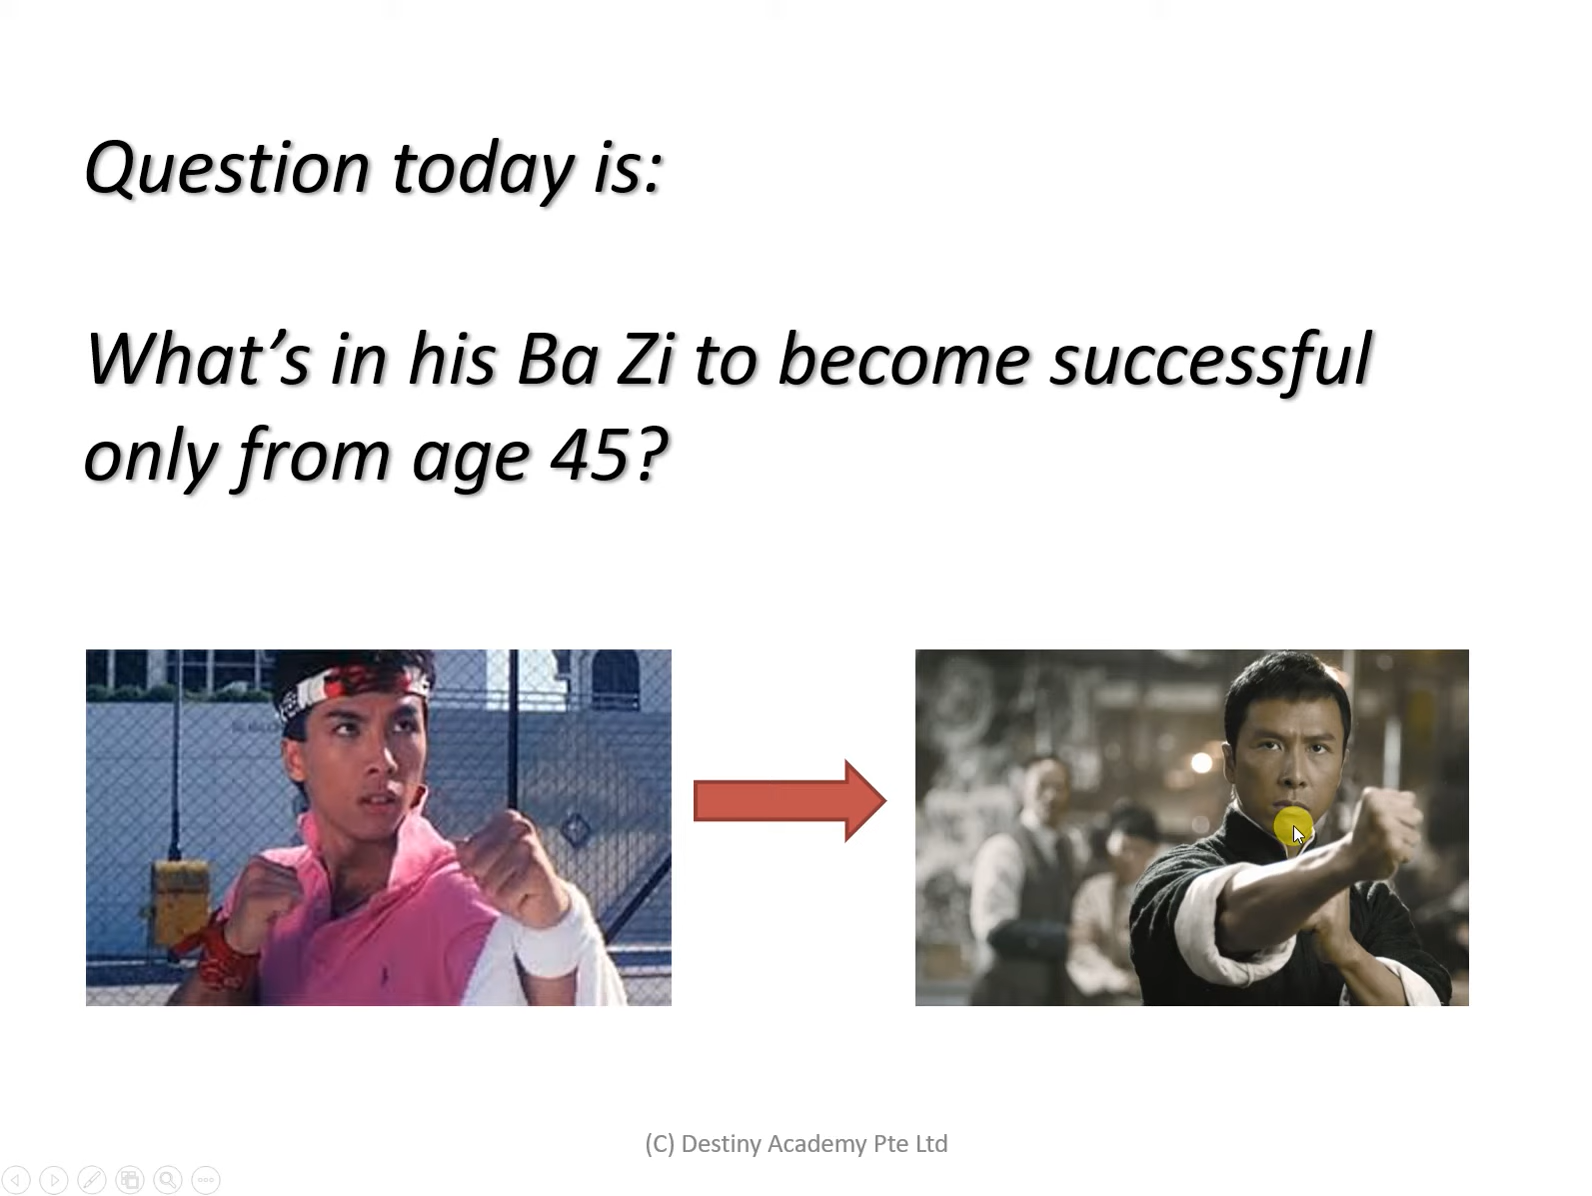 Question today is:
What’s in his Ba Zi to become successful
only from age 45?
(C) Destiny Academy Pte Ltd